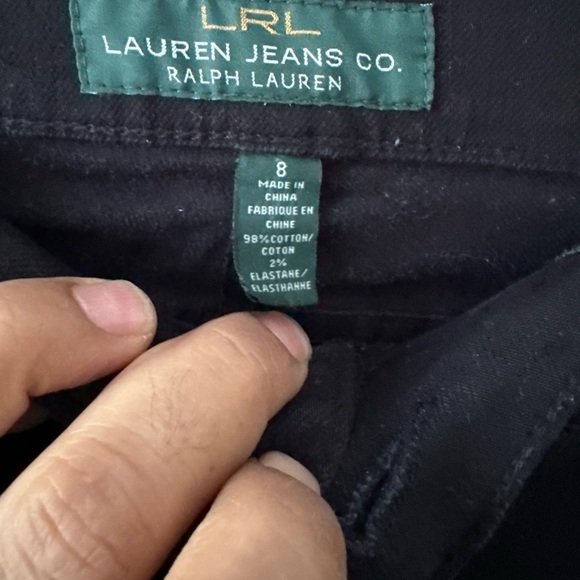 LRL
LAUREN JEANS CO.
RALPH LAUREN
8
MADE IN
CHINA
FABRIQUE EN
CHINE
98% COTTON/
COTON
2%
ELASTANE/
ELASTHANNE